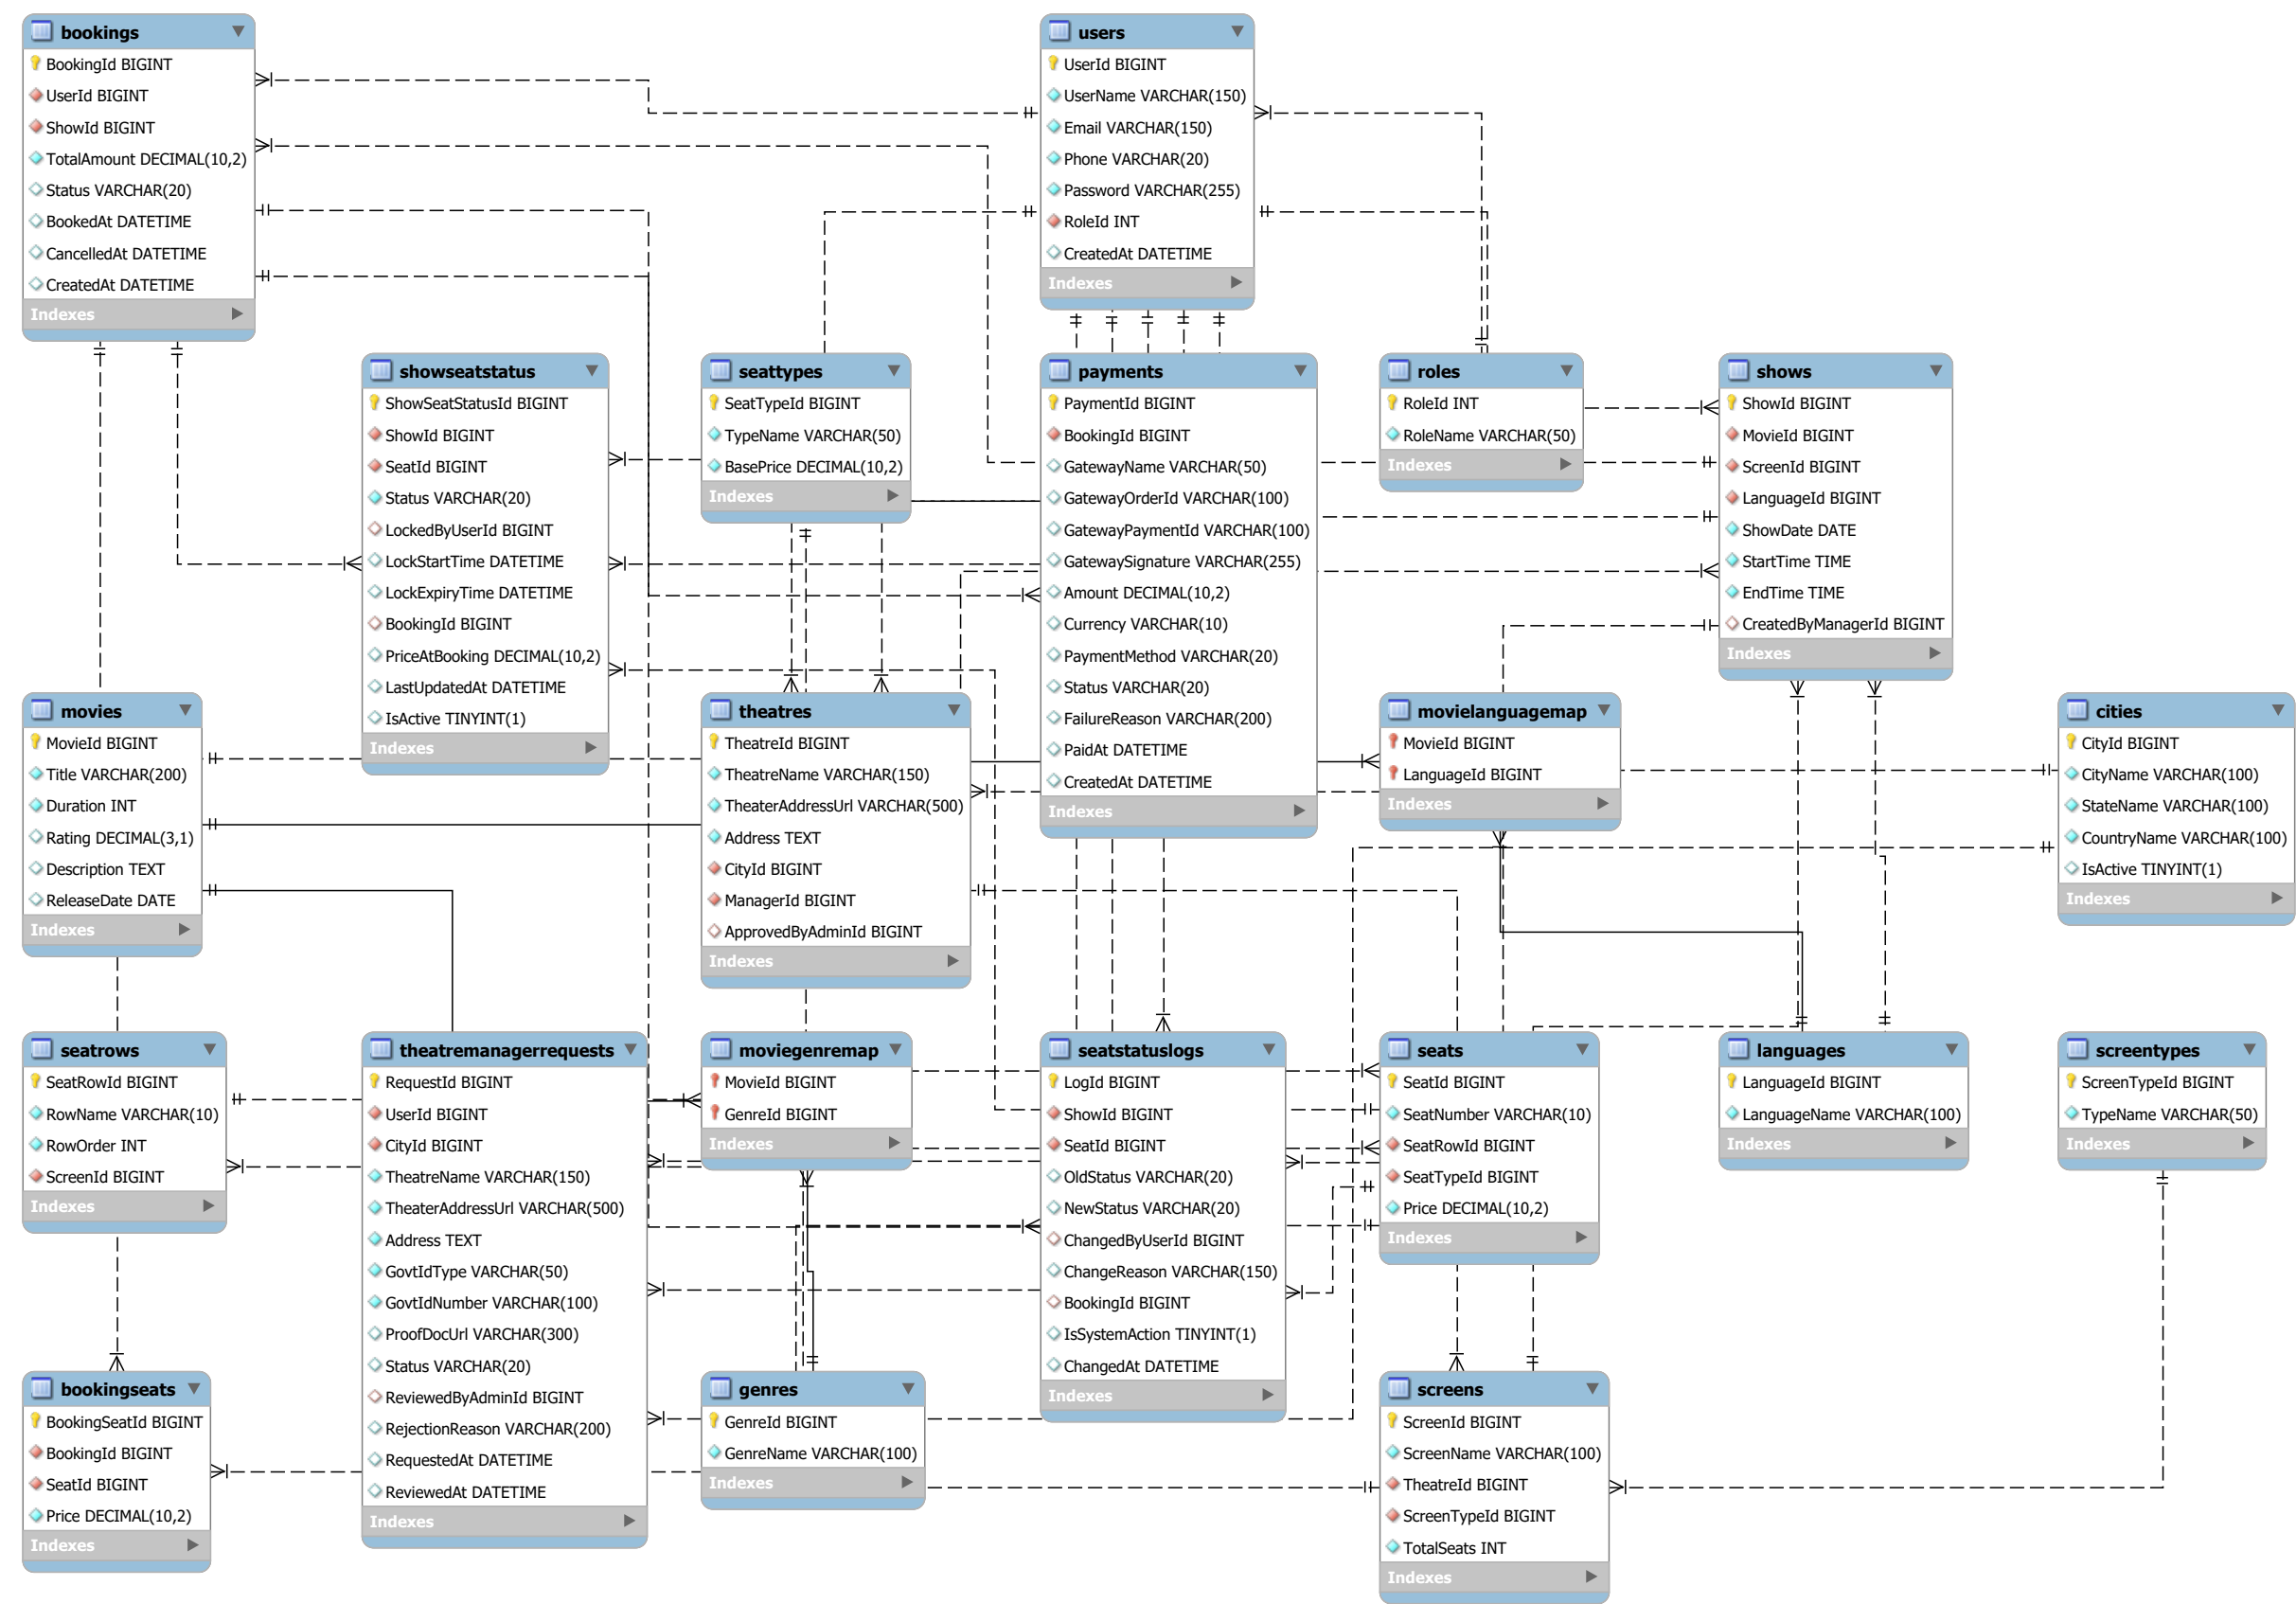 bookings
BookingId BIGINT
UserId BIGINT
ShowId BIGINT
TotalAmount DECIMAL(10,2)
Status VARCHAR(20)
BookedAt DATETIME
CancelledAt DATETIME
CreatedAt DATETIME
Indexes
users
UserId BIGINT
UserName VARCHAR(150)
Email VARCHAR(150)
Phone VARCHAR(20)
Password VARCHAR(255)
RoleId INT
CreatedAt DATETIME
Indexes
showseatstatus
ShowSeatStatusId BIGINT
ShowId BIGINT
SeatId BIGINT
Status VARCHAR(20)
LockedByUserId BIGINT
LockStartTime DATETIME
LockExpiryTime DATETIME
BookingId BIGINT
PriceAtBooking DECIMAL(10,2)
LastUpdatedAt DATETIME
IsActive TINYINT(1)
Indexes
seattypes
SeatTypeId BIGINT
TypeName VARCHAR(50)
BasePrice DECIMAL(10,2)
Indexes
payments
PaymentId BIGINT
BookingId BIGINT
GatewayName VARCHAR(50)
GatewayOrderId VARCHAR(100)
GatewayPaymentId VARCHAR(100)
GatewaySignature VARCHAR(255)
Amount DECIMAL(10,2)
Currency VARCHAR(10)
PaymentMethod VARCHAR(20)
Status VARCHAR(20)
FailureReason VARCHAR(200)
PaidAt DATETIME
CreatedAt DATETIME
Indexes
roles
RoleId INT
RoleName VARCHAR(50)
Indexes
shows
ShowId BIGINT
MovieId BIGINT
ScreenId BIGINT
LanguageId BIGINT
ShowDate DATE
StartTime TIME
EndTime TIME
CreatedByManagerId BIGINT
Indexes
movies
MovieId BIGINT
Title VARCHAR(200)
Duration INT
Rating DECIMAL(3,1)
Description TEXT
ReleaseDate DATE
Indexes
theatres
TheatreId BIGINT
TheatreName VARCHAR(150)
TheaterAddressUrl VARCHAR(500)
Address TEXT
CityId BIGINT
ManagerId BIGINT
ApprovedByAdminId BIGINT
Indexes
movielanguagemap
MovieId BIGINT
LanguageId BIGINT
Indexes
cities
CityId BIGINT
CityName VARCHAR(100)
StateName VARCHAR(100)
CountryName VARCHAR(100)
IsActive TINYINT(1)
Indexes
seatrows
SeatRowId BIGINT
RowName VARCHAR(10)
RowOrder INT
ScreenId BIGINT
Indexes
theatremanagerrequests
RequestId BIGINT
UserId BIGINT
CityId BIGINT
TheatreName VARCHAR(150)
TheaterAddressUrl VARCHAR(500)
Address TEXT
GovtIdType VARCHAR(50)
GovtIdNumber VARCHAR(100)
ProofDocUrl VARCHAR(300)
Status VARCHAR(20)
ReviewedByAdminId BIGINT
RejectionReason VARCHAR(200)
RequestedAt DATETIME
ReviewedAt DATETIME
Indexes
moviegenremap
MovieId BIGINT
GenreId BIGINT
Indexes
seatstatuslogs
LogId BIGINT
ShowId BIGINT
SeatId BIGINT
OldStatus VARCHAR(20)
NewStatus VARCHAR(20)
ChangedByUserId BIGINT
ChangeReason VARCHAR(150)
BookingId BIGINT
IsSystemAction TINYINT(1)
ChangedAt DATETIME
Indexes
seats
SeatId BIGINT
SeatNumber VARCHAR(10)
SeatRowId BIGINT
SeatTypeId BIGINT
Price DECIMAL(10,2)
Indexes
languages
LanguageId BIGINT
LanguageName VARCHAR(100)
Indexes
screentypes
ScreenTypeId BIGINT
TypeName VARCHAR(50)
Indexes
bookingseats
BookingSeatId BIGINT
BookingId BIGINT
SeatId BIGINT
Price DECIMAL(10,2)
Indexes
genres
GenreId BIGINT
GenreName VARCHAR(100)
Indexes
screens
ScreenId BIGINT
ScreenName VARCHAR(100)
TheatreId BIGINT
ScreenTypeId BIGINT
TotalSeats INT
Indexes